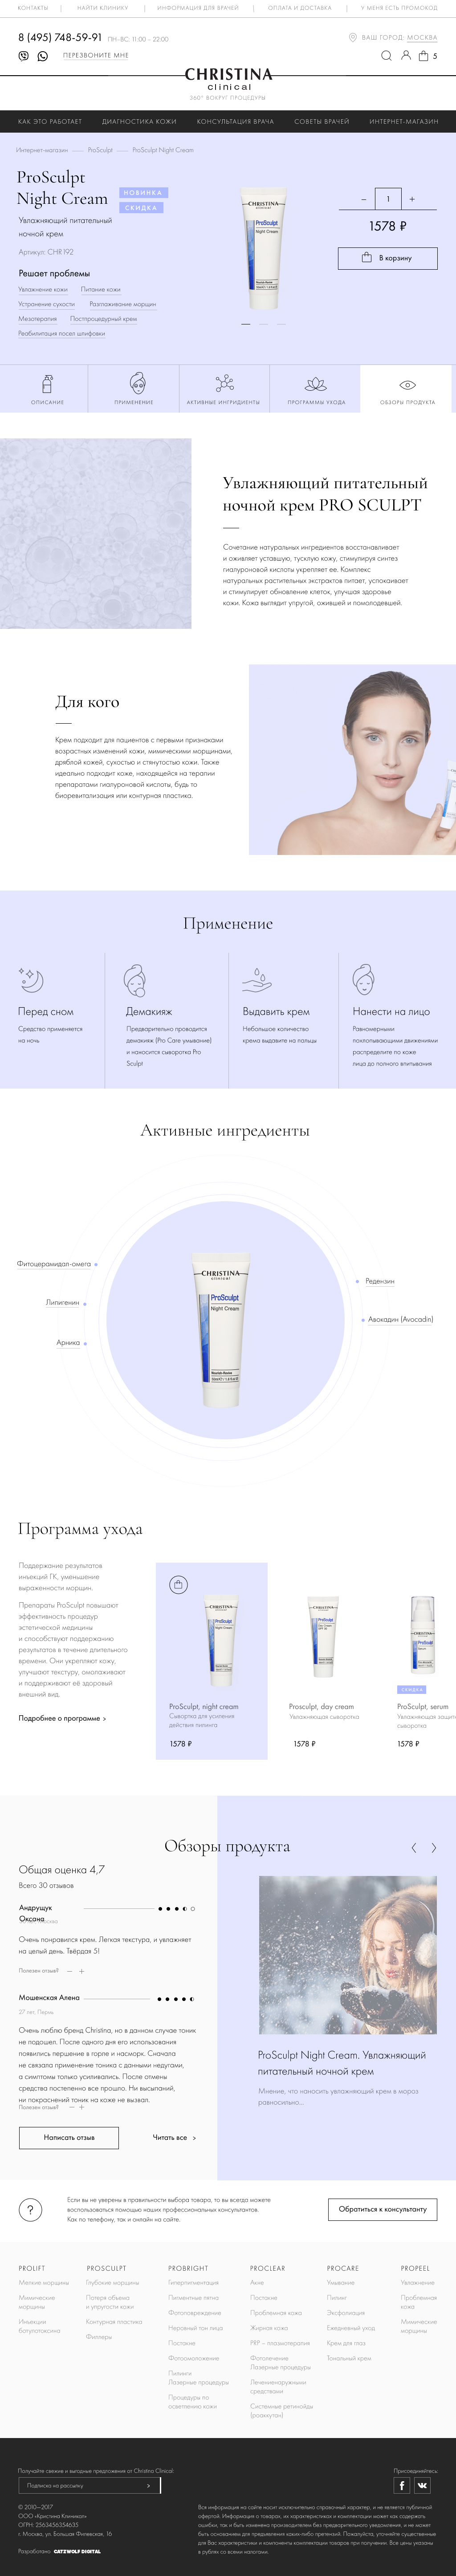 КОНТАКТЫ
НАЙТИ КЛИНИКУ
ИНФОРМАЦИЯ ДЛЯ ВРАЧЕЙ
ОПЛАТА И ДОСТАВКА
У МЕНЯ ЕСТЬ ПРОМОКОД
8 (495) 748-59-91 ПН-ВС: 11:00 - 22:00
ВАШ ГОРОД: МОСКВА
ПЕРЕЗВОНИТЕ МНЕ
5
CHRISTINA
clinical
360° ВОКРУГ ПРОЦЕДУРЫ
КАК ЭТО РАБОТАЕТ
ДИАГНОСТИКА КОЖИ
КОНСУЛЬТАЦИЯ ВРАЧА
СОВЕТЫ ВРАЧЕЙ
ИНТЕРНЕТ-МАГАЗИН
Интернет-магазин
ProSculpt
ProSculpt Night Cream
ProSculpt
Night Cream
НОВИНКА
СКИДКА
Увлажняющий питательный
ночной крем
Артикул: CHR192
Решает проблемы
Увлажнение кожи
Питание кожи
Устранение сухости
Разглаживание морщин
Мезотерапия
Постпроцедурный крем
Реабилитация посел шлифовки
CHRISTINA
clinical
ProSculpt
Night Cream
– 1 +
1578 ₽
В корзину
ОПИСАНИЕ
ПРИМЕНЕНИЕ
АКТИВНЫЕ ИНГРИДИЕНТЫ
ПРОГРАММЫ УХОДА
ОБЗОРЫ ПРОДУКТА
Увлажняющий питательный
ночной крем PRO SCULPT
Сочетание натуральных ингредиентов восстанавливает
и оживляет уставшую, тусклую кожу, стимулируя синтез
гиалуроновой кислоты укрепляет ее. Комплекс
натуральных растительных экстрактов питает, успокаивает
и стимулирует обновление клеток, улучшая здоровье
кожи. Кожа выглядит упругой, ожившей и помолодевшей.
Для кого
Крем подходит для пациентов с первыми признаками
возрастных изменений кожи, мимическими морщинами,
дряблой кожей, сухостью и стянутостью кожи. Также
идеально подходит коже, находящейся на терапии
препаратами гиалуроновой кислоты, будь то
биоревитализация или контурная пластика.
Применение
Перед сном
Средство применяется
на ночь
Демакияж
Предварительно проводится
демакияж (Pro Care умывание)
и наносится сыворотка Pro
Sculpt
Выдавить крем
Небольшое количество
крема выдавите на пальцы
Нанести на лицо
Равномерными
похлопывающими движениями
распределите по коже
лица до полного впитывания
Активные ингредиенты
Фитоцерамидал-омега
Липигенин
Арника
CHRISTINA
clinical
ProSculpt
Night Cream
Редензин
Авокадин (Avocadin)
Программа ухода
Поддержание результатов
инъекций ГК, уменьшение
выраженности морщин.
Препараты ProSculpt повышают
эффективность процедур
эстетической медицины
и способствуют поддержанию
результатов в течение длительного
времени. Они укрепляют кожу,
улучшают текстуру, омолаживают
и поддерживают её здоровый
внешний вид.
Подробнее о программе >
ProSculpt, night cream
Сывортка для усиления
действия пилинга
1578 ₽
Prosculpt, day cream
Увлажняющая сыворотка
1578 ₽
СКИДКА
ProSculpt, serum
сыворотка
1578 ₽
Обзоры продукта
Общая оценка 4,7
Всего 30 отзывов
Андрущук
Оксана
Очень понравился крем. Легкая текстура, и увлажняет
на целый день. Твёрдая 5!
Полезен отзыв? – +
Мошенская Алена
27 лет, Пермь
Очень люблю бренд Christina, но в данном случае тоник
не подошел. После одного дня его использования
появились першение в горле и насморк. Сначала
не связала применение тоника с данными недугами,
а симптомы только усиливались. После отмены
средства постепенно все прошло. Ни высыпаний,
ни покраснений тоник на коже не вызвал.
Полезен отзыв? – +
Написать отзыв
Читать все >
ProSculpt Night Cream. Увлажняющий
питательный ночной крем
Мнение, что наносить увлажняющий крем в мороз
равносильно...
?
Если вы не уверены в правильности выбора товара, то вы всегда можете
воспользоваться помощью наших профессиональных консультантов.
Как по телефону, так и онлайн на сайте.
Обратиться к консультанту
PROLIFT
Мелкие морщины
Мимические
морщины
Инъекции
ботулотоксина
PROSCULPT
Глубокие морщины
Потеря объема
и упругости кожи
Контурная пластика
Филлеры
PROBRIGHT
Гиперпигментация
Пигментные пятна
Фотоповреждение
Неровный тон лица
Постакне
Фотоомоложение
Пилинги
Лазерные процедуры
Процедуры по
осветлению кожи
PROCLEAR
Акне
Постакне
Проблемная кожа
Жирная кожа
PRP – плазмотерапия
Фотолечение
Лазерные процедуры
Лечениенаружными
средствами
Системные ретиноиды
(роаккутан)
PROCARE
Умывание
Пилинг
Эксфолиация
Ежедневный уход
Крем для глаз
Тональный крем
PROPEEL
Увлажнение
Проблемная
кожа
Мимические
морщины
Получайте свежие и выгодные предложения от Christina Clinical:
Подписка на рассылку >
Присоединяйтесь:
© 2010–2017
ООО «Кристина Клиникал»
ОГРН: 2563456354635
г. Москва, ул. Большая Филевская, 16
Разработано CATZWOLF DIGITAL
Вся информация на сайте носит исключительно справочный характер, и не является публичной
офертой. Информация о товарах, их характеристиках и комплектации может как содержать
ошибки, так и быть изменена производителем без предварительного уведомления, и не может
быть основанием для предъявления каких-либо претензий. Пожалуйста, уточняйте существенные
для Вас характеристики и компоненты комплектации товаров при получении. Все цены указаны
в рублях со всеми налогами.